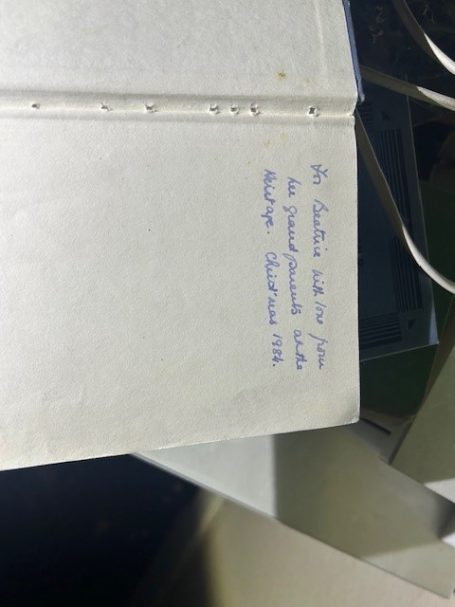 For Beatrice with love from
her grandparents at the
Christmas 1984.